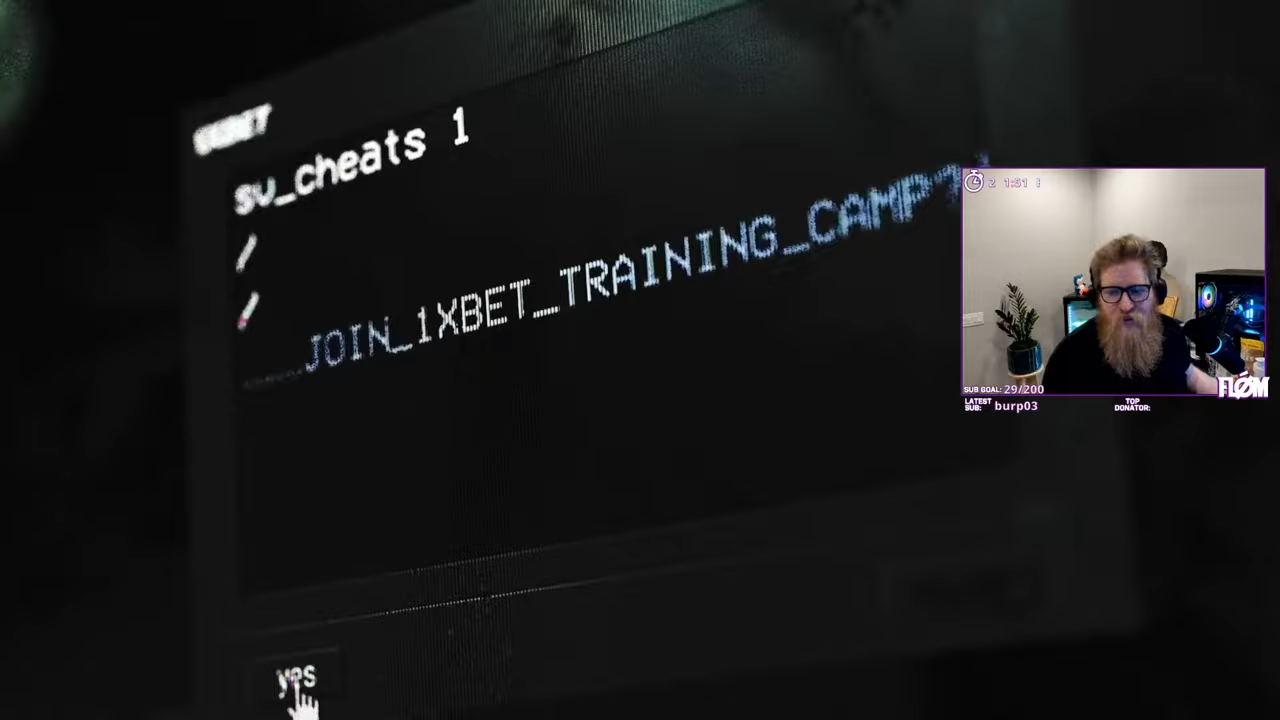 sv_cheats 1
/
/
JOIN_1XBET_TRAINING_CAMP?
yes
2 1:51 !
SUB GOAL: 29/200
LATEST SUB: burp03
TOP DONATOR:
FLØM